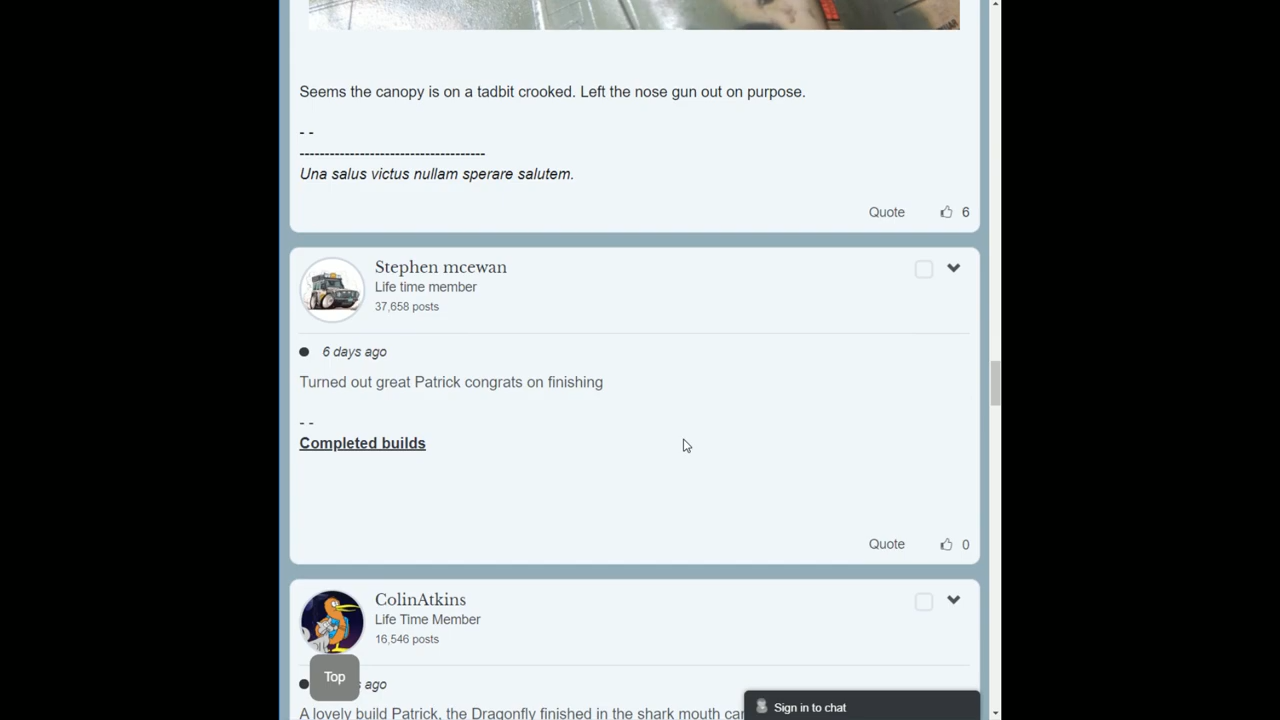 Seems the canopy is on a tadbit crooked. Left the nose gun out on purpose.
- -
-------------------------------------
Una salus victus nullam sperare salutem.
Quote 6
Stephen mcewan
Life time member
37,658 posts
6 days ago
Turned out great Patrick congrats on finishing
- -
Completed builds
Quote 0
ColinAtkins
Life Time Member
16,546 posts
Top
ago
A lovely build Patrick, the Dragonfly finished in the shark mouth
Sign in to chat